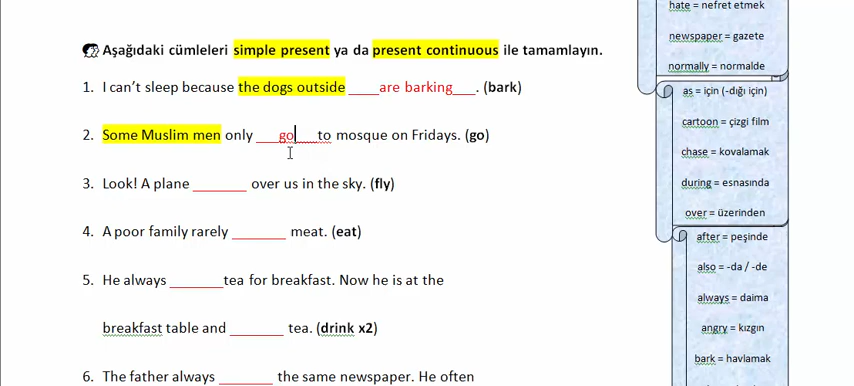 Aşağıdaki cümleleri simple present ya da present continuous ile tamamlayın.
1. I can't sleep because the dogs outside ____are barking___. (bark)
2. Some Muslim men only ___go___ to mosque on Fridays. (go)
3. Look! A plane _______ over us in the sky. (fly)
4. A poor family rarely _______ meat. (eat)
5. He always _______tea for breakfast. Now he is at the
breakfast table and _______ tea. (drink x2)
6. The father always _______ the same newspaper. He often
hate = nefret etmek
newspaper = gazete
normally = normalde
as = için (-dığı için)
cartoon = çizgi film
chase = kovalamak
during = esnasında
over = üzerinden
after = peşinde
also = -da / -de
always = daima
angry = kızgın
bark = havlamak